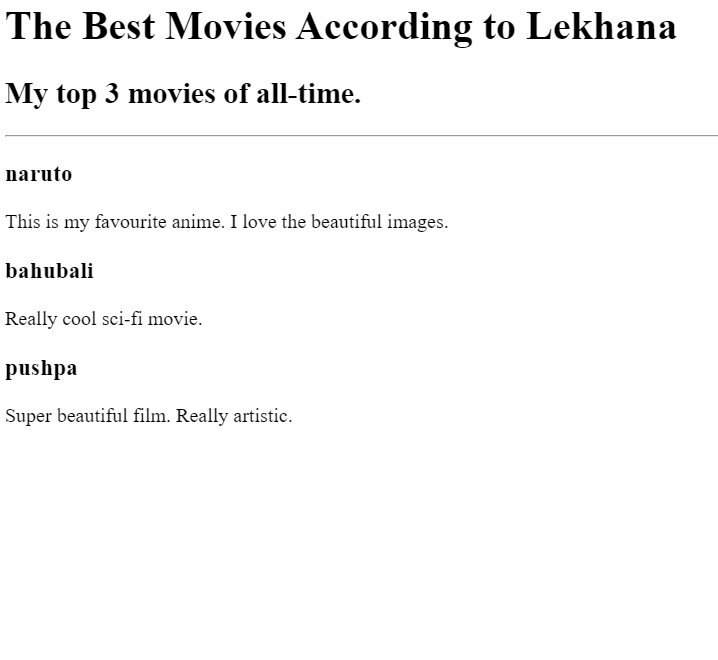 The Best Movies According to Lekhana
My top 3 movies of all-time.
naruto
This is my favourite anime. I love the beautiful images.
bahubali
Really cool sci-fi movie.
pushpa
Super beautiful film. Really artistic.